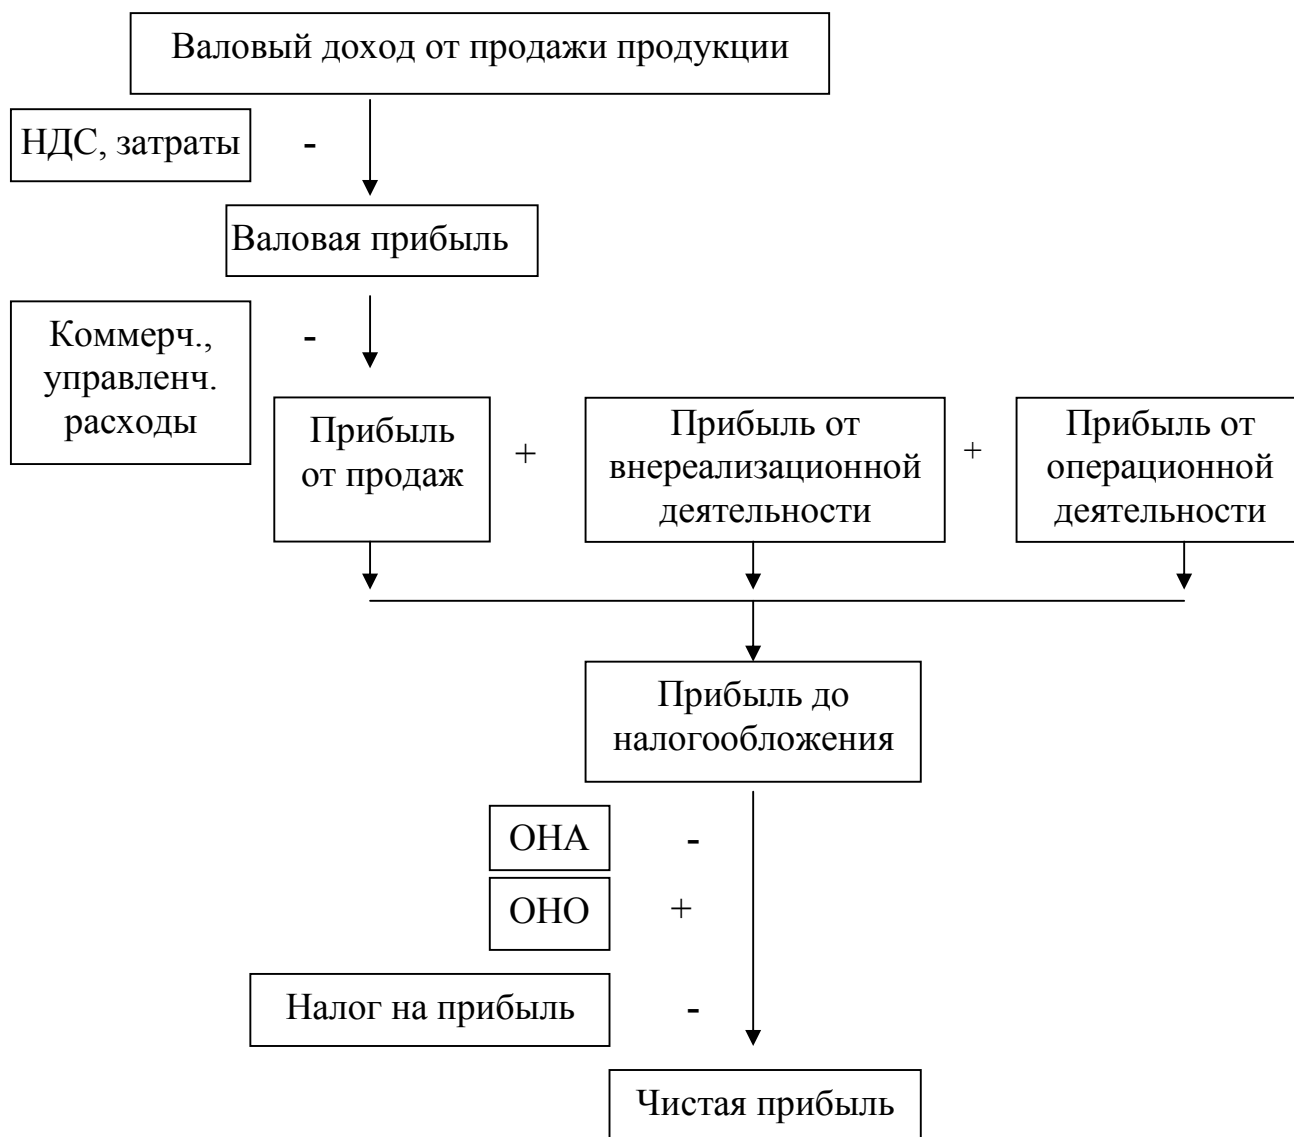 Валовый доход от продажи продукции
НДС, затраты
-
Валовая прибыль
Коммерч.,
управленч.
расходы
-
Прибыль
от продаж
+
Прибыль от
внереализационной
деятельности
+
Прибыль от
операционной
деятельности
Прибыль до
налогообложения
ОНА
-
ОНО
+
Налог на прибыль
-
Чистая прибыль